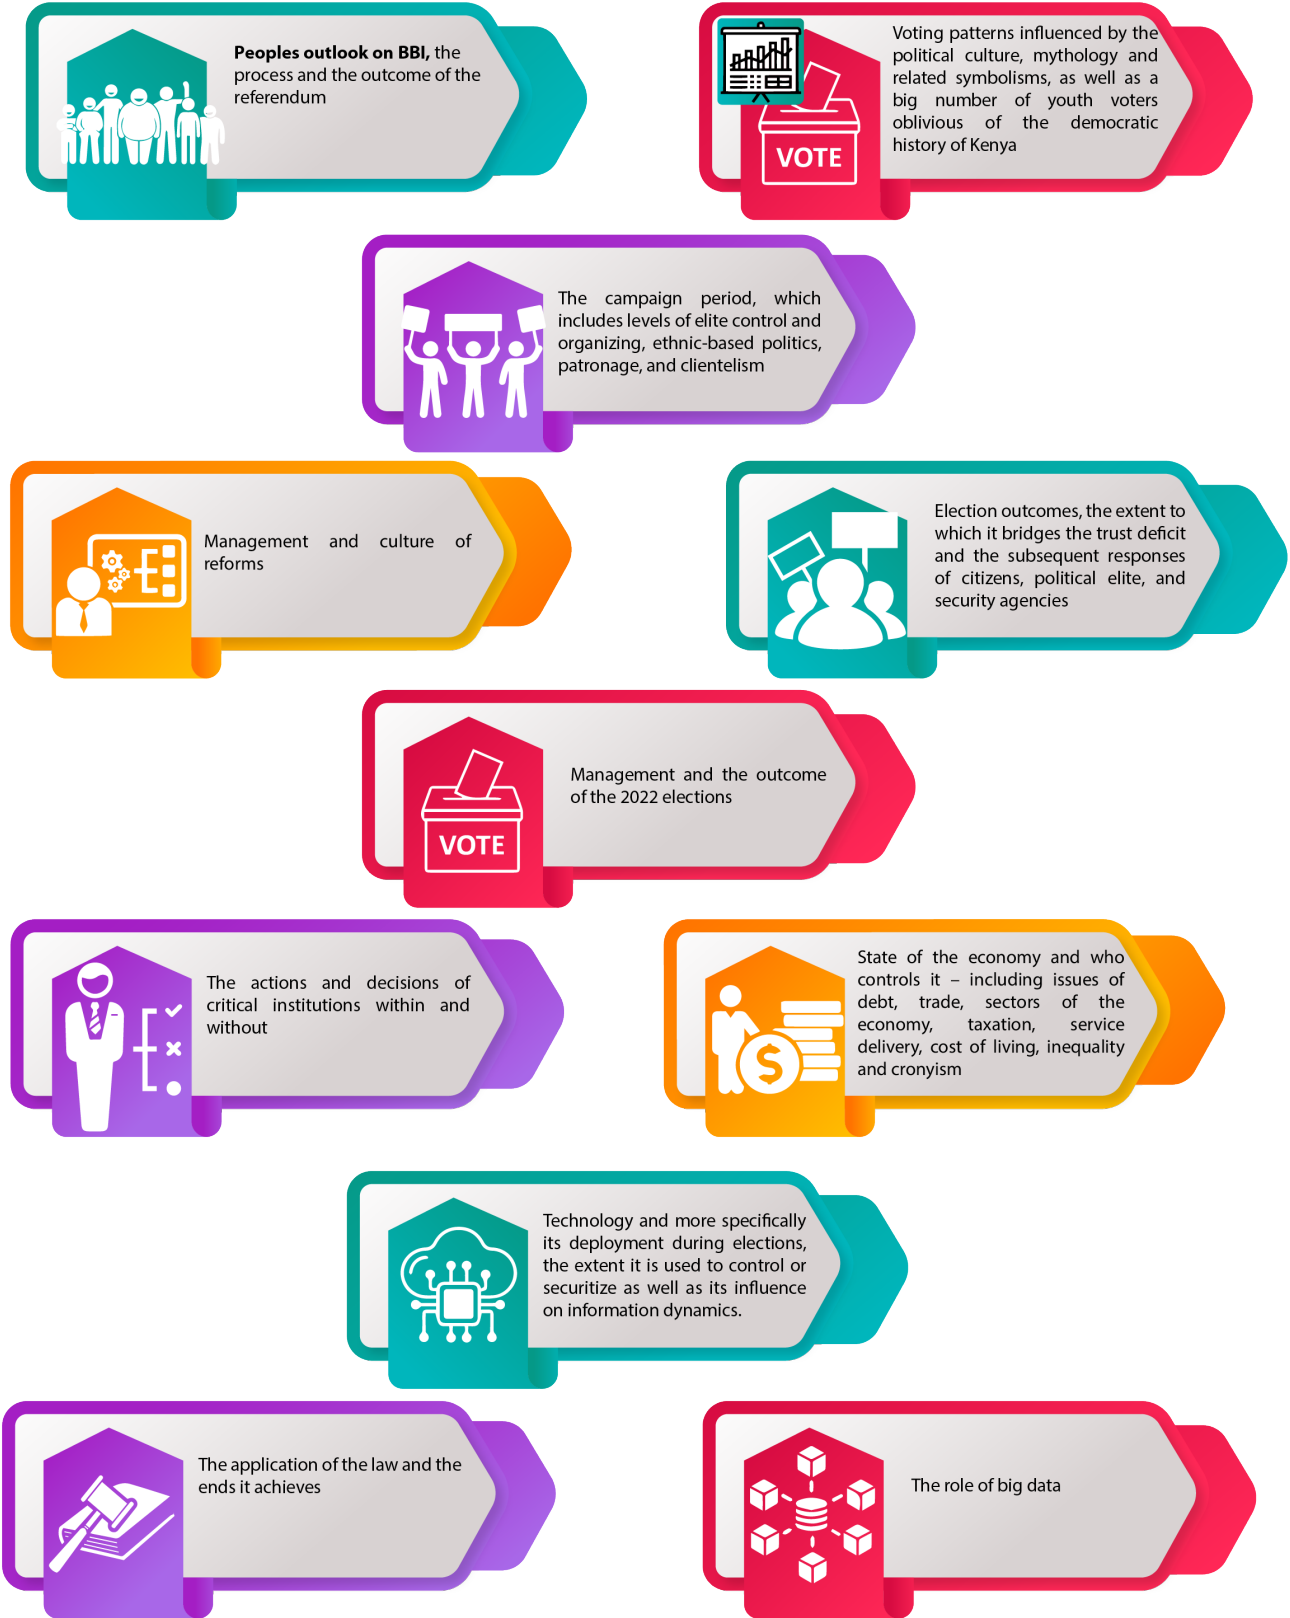 Peoples outlook on BBI, the
process and the outcome of the
referendum
Voting patterns influenced by the
political culture, mythology and
related symbolisms, as well as a
big number of youth voters
oblivious of the democratic
history of Kenya
VOTE
The campaign period, which
includes levels of elite control and
organizing, ethnic-based politics,
patronage, and clientelism
Management and culture of
reforms
Election outcomes, the extent to
which it bridges the trust deficit
and the subsequent responses
of citizens, political elite, and
security agencies
Management and the outcome
of the 2022 elections
VOTE
The actions and decisions of
critical institutions within and
without
State of the economy and who
controls it – including issues of
debt, trade, sectors of the
economy, taxation, service
delivery, cost of living, inequality
and cronyism
$
Technology and more specifically
its deployment during elections,
the extent it is used to control or
securitize as well as its influence
on information dynamics.
The application of the law and the
ends it achieves
The role of big data